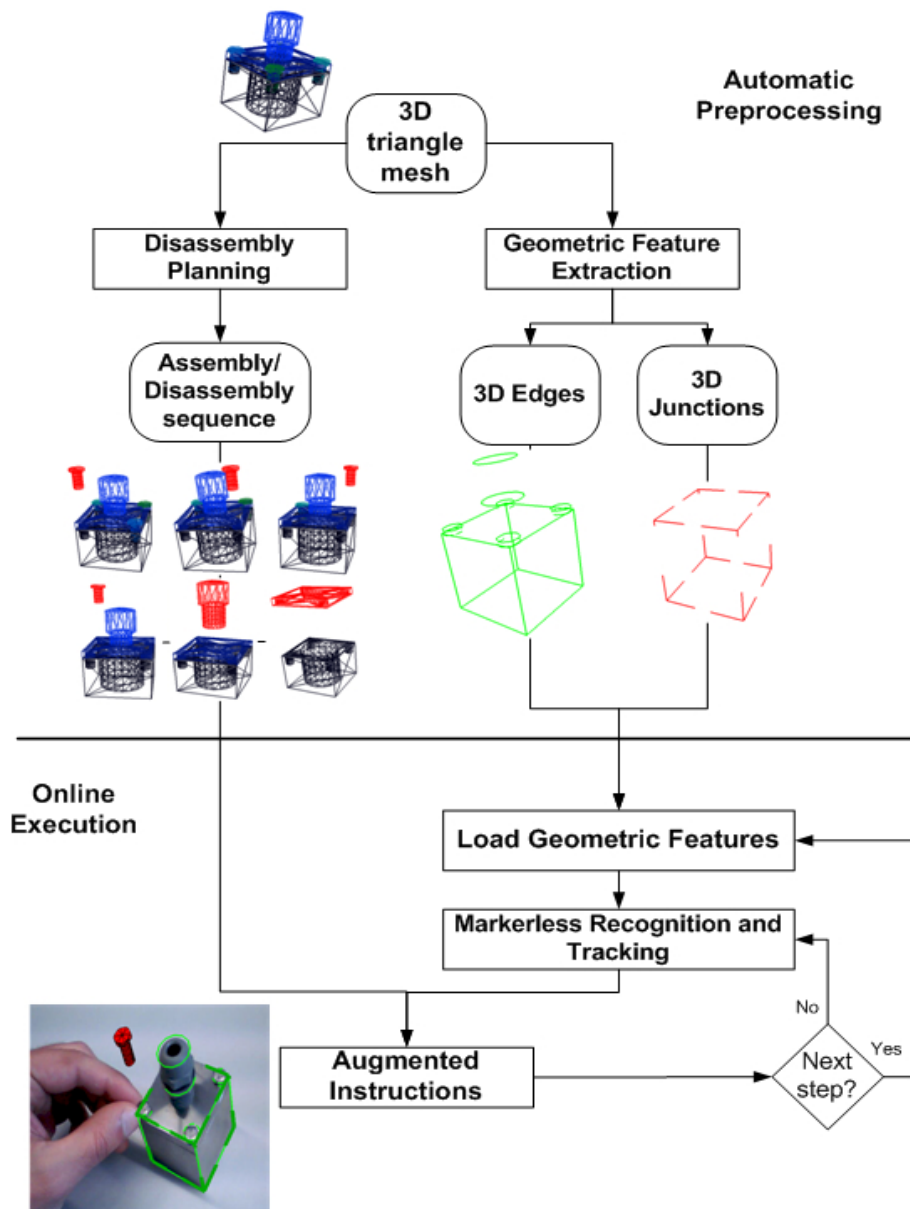 Automatic
Preprocessing
3D
triangle
mesh
Disassembly
Planning
Geometric Feature
Extraction
Assembly/
Disassembly
sequence
3D Edges
3D
Junctions
Online
Execution
Load Geometric Features
Markerless Recognition and
Tracking
No
Augmented
Instructions
Next
step?
Yes